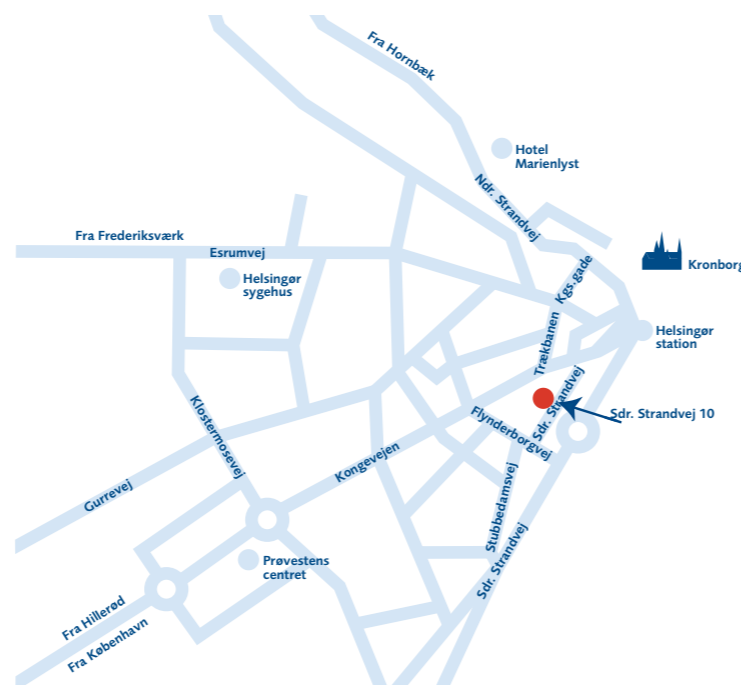 Fra Hornbæk
Hotel
Marienlyst
Ndr. Strandvej
Fra Frederiksværk
Esrumvej
Kronborg
Helsingør
sygehus
Kgs.gade
Helsingør
station
Trækbanen
Sdr. Strandvej
Sdr. Strandvej 10
Flynderborgvej
Klostermosevej
Kongevejen
Gurrevej
Stubbedamsvej
Prøvestens
centret
Sdr. Strandvej
Fra Hillerød
Fra København